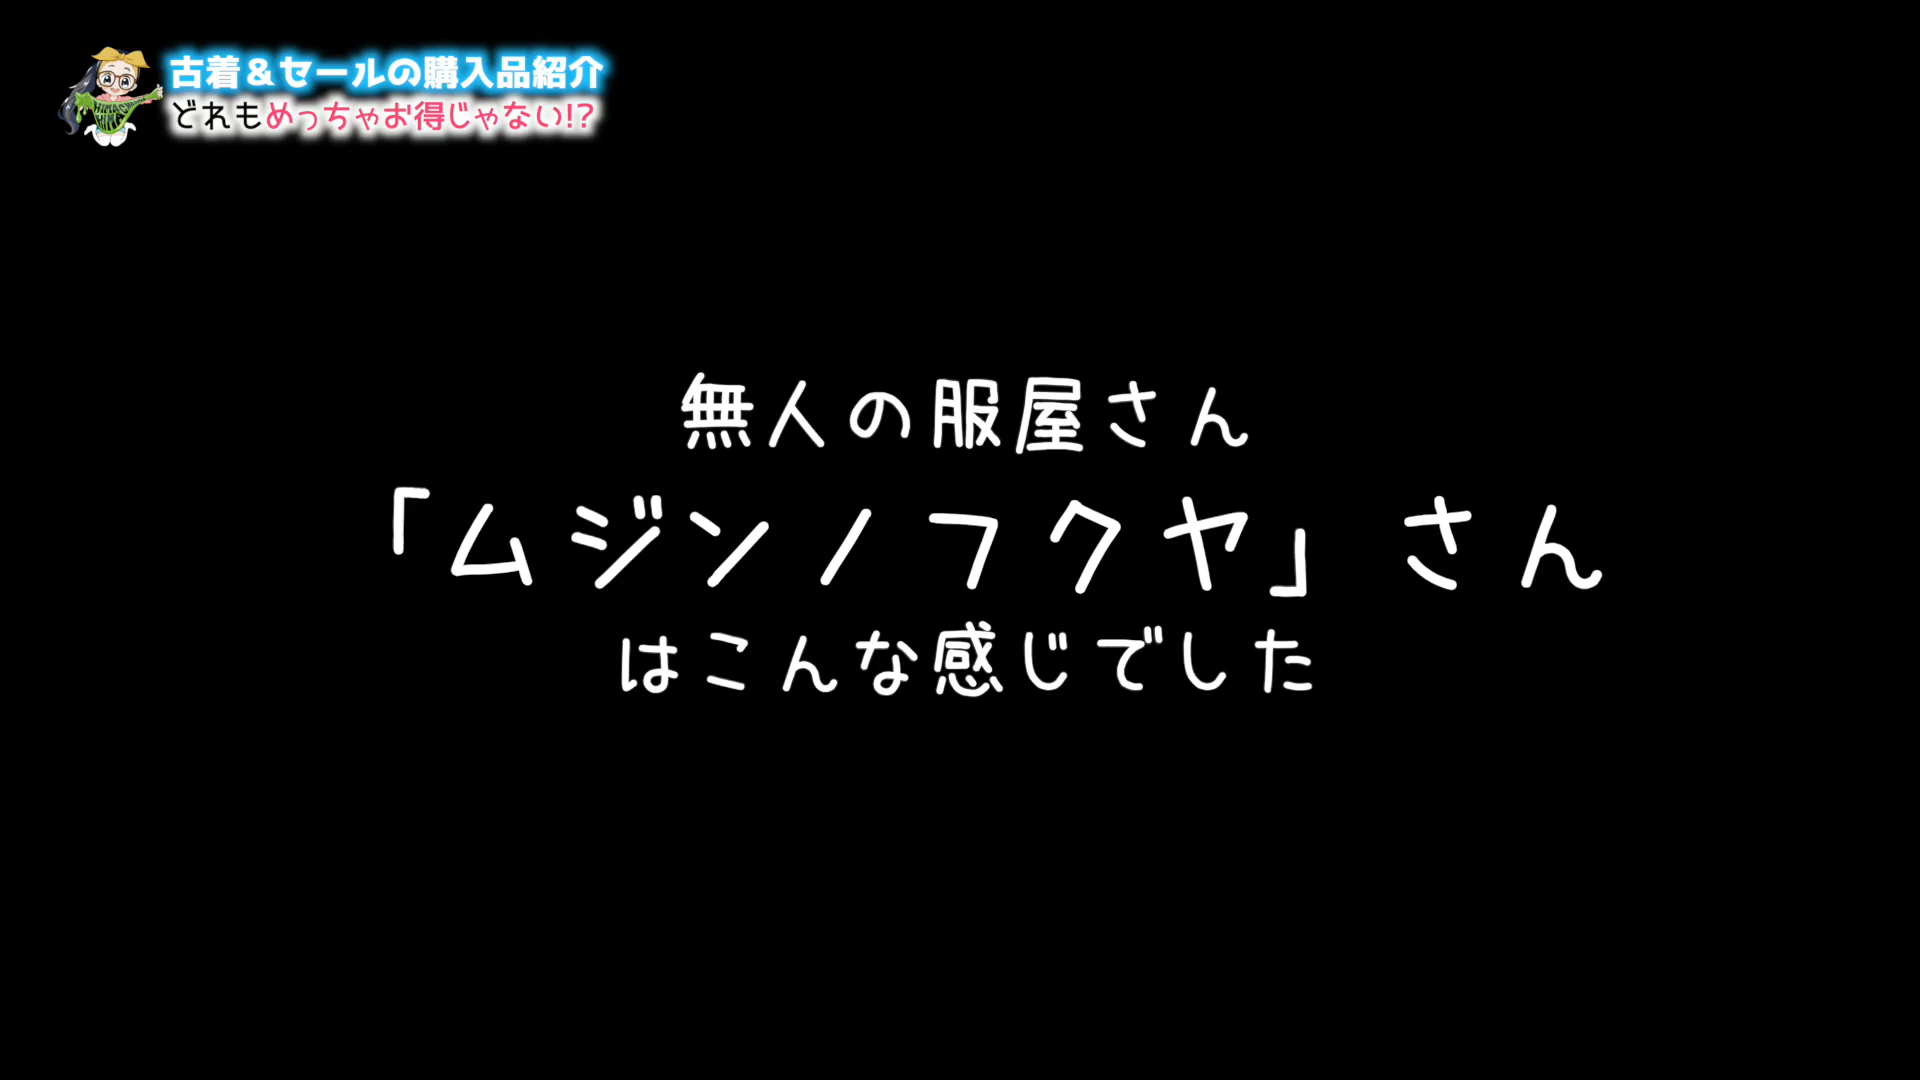 古着＆セールの購入品紹介
どれもめっちゃお得じゃない!?
無人の服屋さん
「ムジンノフクヤ」さん
はこんな感じでした